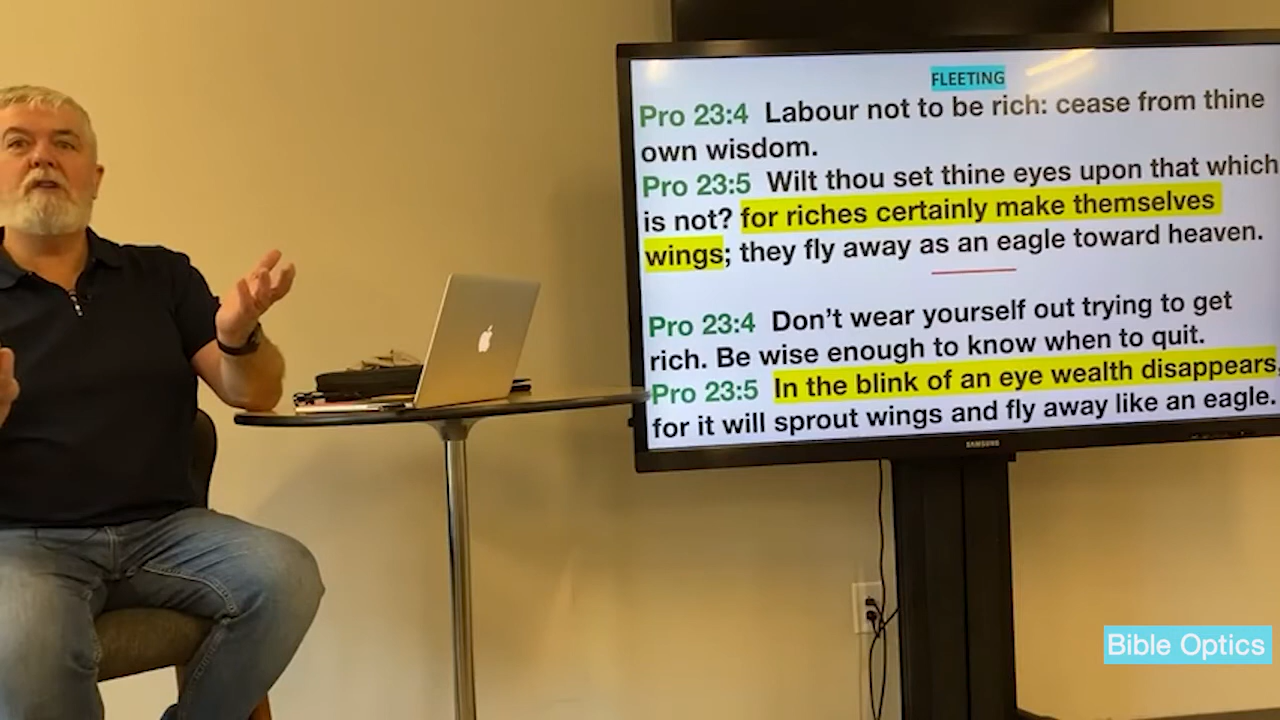 FLEETING
Pro 23:4 Labour not to be rich: cease from thine
own wisdom.
Pro 23:5 Wilt thou set thine eyes upon that which
is not? for riches certainly make themselves
wings; they fly away as an eagle toward heaven.
Pro 23:4 Don’t wear yourself out trying to get
rich. Be wise enough to know when to quit.
Pro 23:5 In the blink of an eye wealth disappears,
for it will sprout wings and fly away like an eagle.
SAMSUNG
Bible Optics